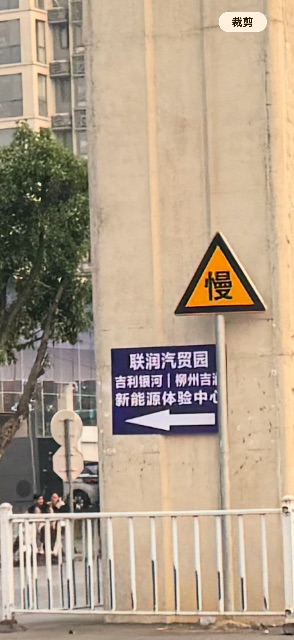 裁剪
慢
联润汽贸园
吉利银河 | 柳州吉
新能源体验中心